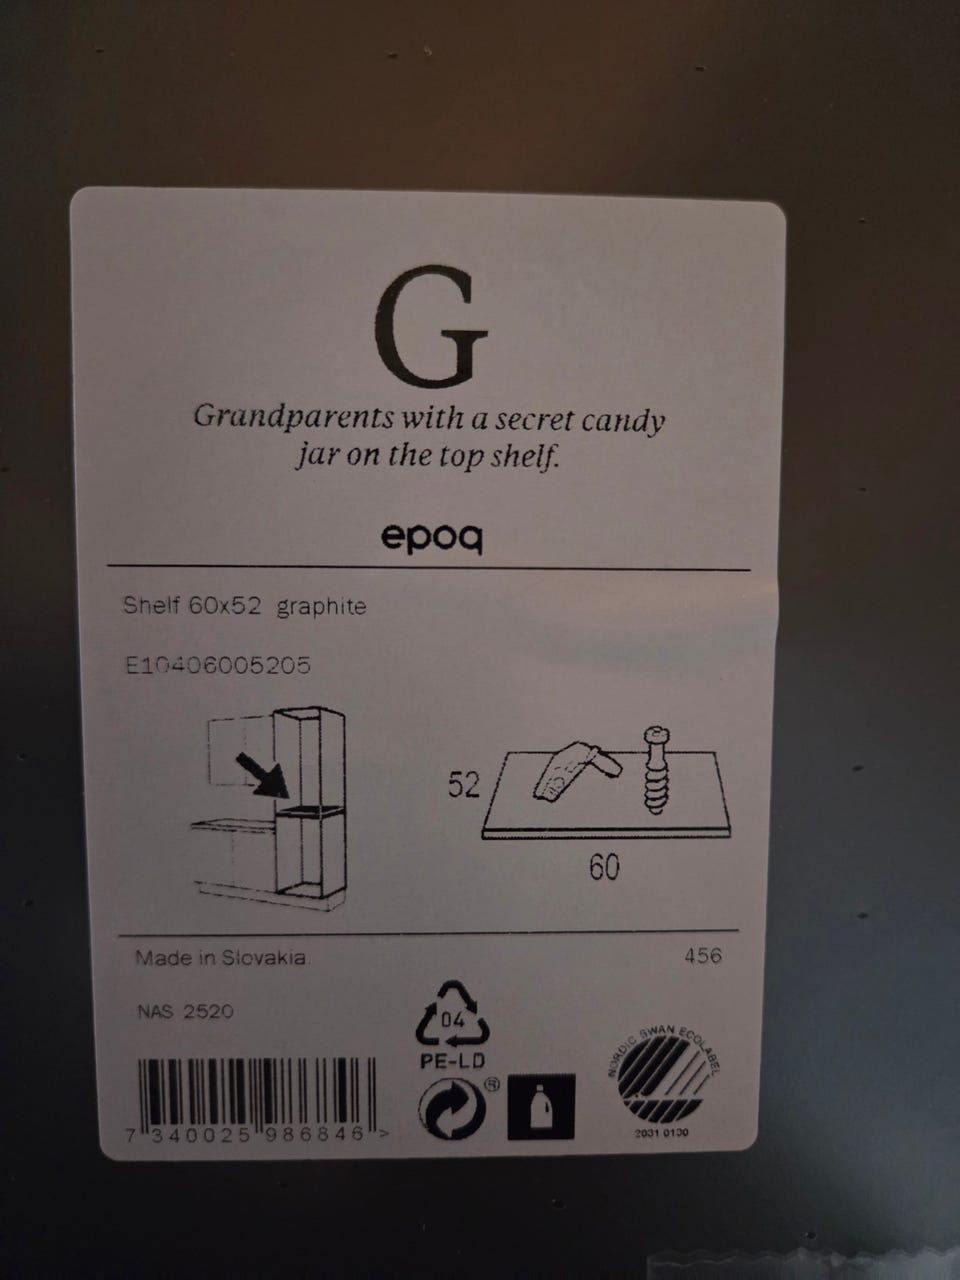 G
Grandparents with a secret candy
jar on the top shelf.
epoq
Shelf 60x52 graphite
E10406005205
52
60
Made in Slovakia
456
NAS 2520
04
PE-LD
®
NORDIC SWAN ECOLABEL
2031 0130
7 340025 986846 >